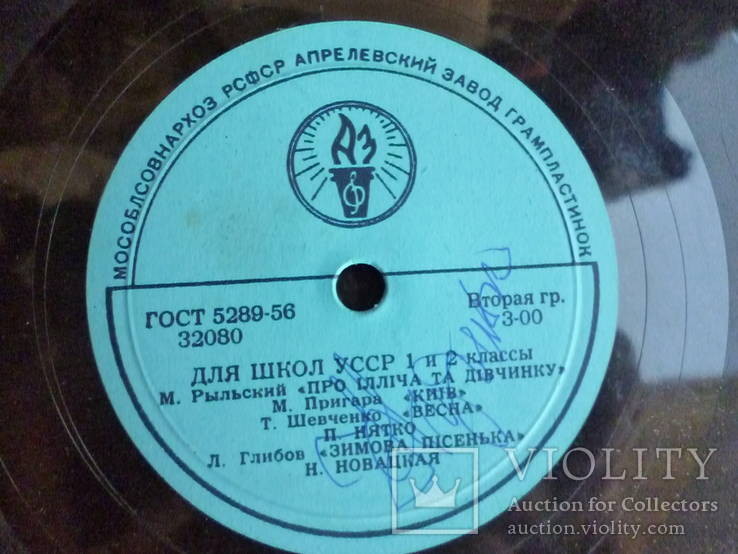 МОСОБЛСОВНАРХОЗ РСФСР АПРЕЛЕВСКИЙ ЗАВОД ГРАМПЛАСТИНОК
АЗ
ГОСТ 5289-56
32080
Вторая гр.
3-00
ДЛЯ ШКОЛ УССР 1 и 2 классы
М. Рыльский «ПРО ІЛЛІЧА ТА ДІВЧИНКУ»
М. Пригара «КИЇВ»
Т. Шевченко «ВЕСНА»
П. НЯТКО
Л. Глибов «ЗИМОВА ПІСЕНЬКА»
Н. НОВАЦКАЯ
VIOLITY
Auction for Collectors
auction.violity.com